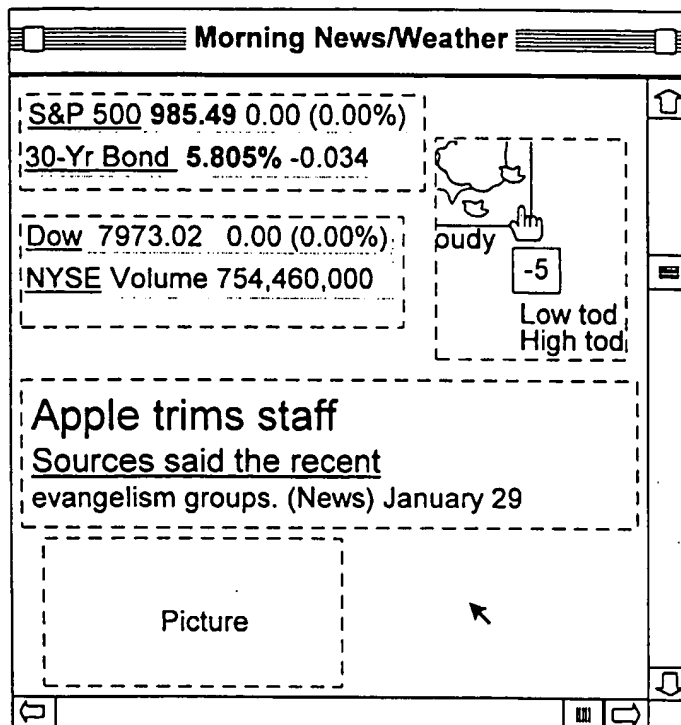 Morning News/Weather
S&P 500 985.49 0.00 (0.00%)
30-Yr Bond 5.805% -0.034
Dow 7973.02 0.00 (0.00%)
NYSE Volume 754,460,000
oudy
-5
Low tod
High tod
Apple trims staff
Sources said the recent
evangelism groups. (News) January 29
Picture